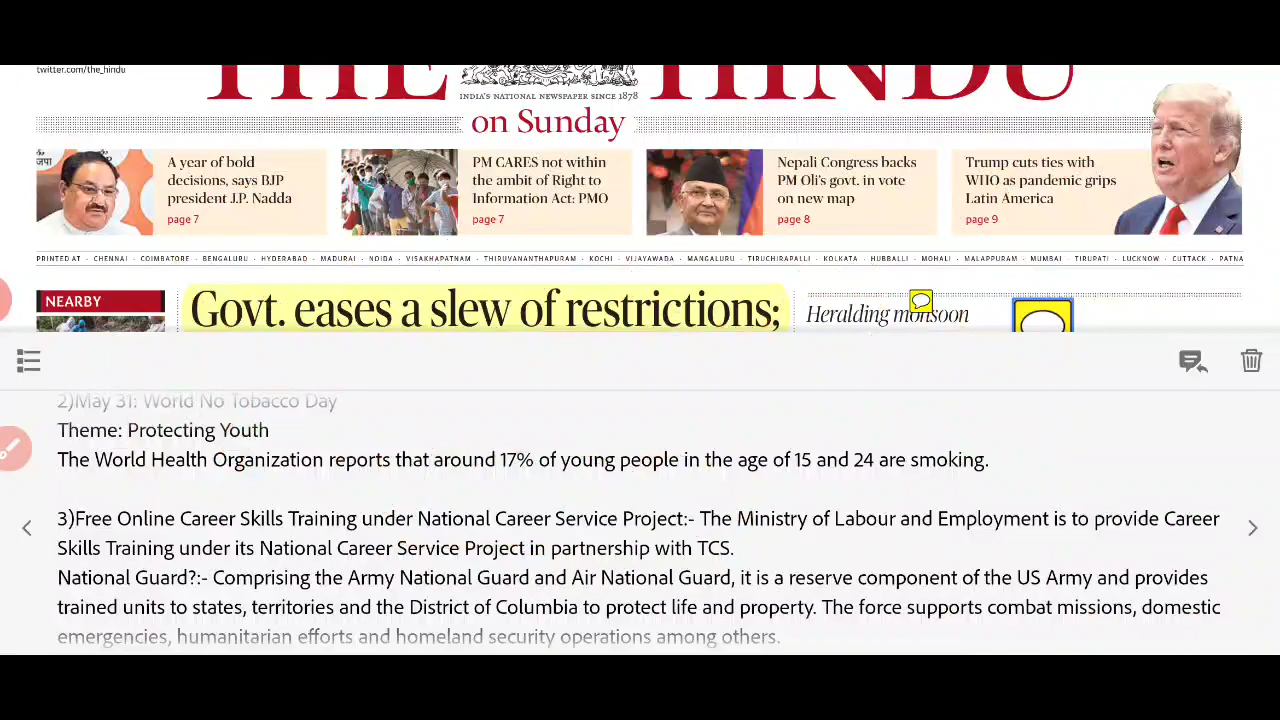 twitter.com/the_hindu
THE HINDU
INDIA'S NATIONAL NEWSPAPER SINCE 1878
on Sunday
A year of bold
decisions, says BJP
president J.P. Nadda
page 7
PM CARES not within
the ambit of Right to
Information Act: PMO
page 7
Nepali Congress backs
PM Oli's govt. in vote
on new map
page 8
Trump cuts ties with
WHO as pandemic grips
Latin America
page 9
PRINTED AT · CHENNAI · COIMBATORE · BENGALURU · HYDERABAD · MADURAI · NOIDA · VISAKHAPATNAM · THIRUVANANTHAPURAM · KOCHI · VIJAYAWADA · MANGALURU · TIRUCHIRAPALLI · KOLKATA · HUBBALLI · MOHALI · MALAPPURAM · MUMBAI · TIRUPATI · LUCKNOW · CUTTACK · PATNA
NEARBY
Govt. eases a slew of restrictions;
Heralding monsoon
2)May 31: World No Tobacco Day
Theme: Protecting Youth
The World Health Organization reports that around 17% of young people in the age of 15 and 24 are smoking.
3)Free Online Career Skills Training under National Career Service Project:- The Ministry of Labour and Employment is to provide Career
Skills Training under its National Career Service Project in partnership with TCS.
National Guard?:- Comprising the Army National Guard and Air National Guard, it is a reserve component of the US Army and provides
trained units to states, territories and the District of Columbia to protect life and property. The force supports combat missions, domestic
emergencies, humanitarian efforts and homeland security operations among others.